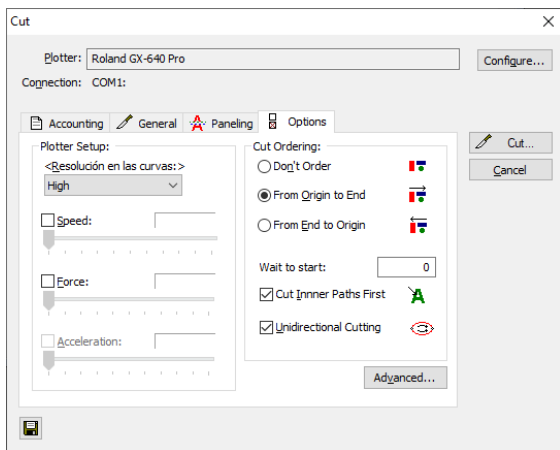 Cut
Plotter: Roland GX-640 Pro
Configure...
Connection: COM1:
Accounting General Paneling Options
Plotter Setup:
<Resolución en las curvas:>
High
Speed:
Force:
Acceleration:
Cut Ordering:
Don't Order
From Origin to End
From End to Origin
Wait to start: 0
Cut Innner Paths First
Unidirectional Cutting
Advanced...
Cut...
Cancel